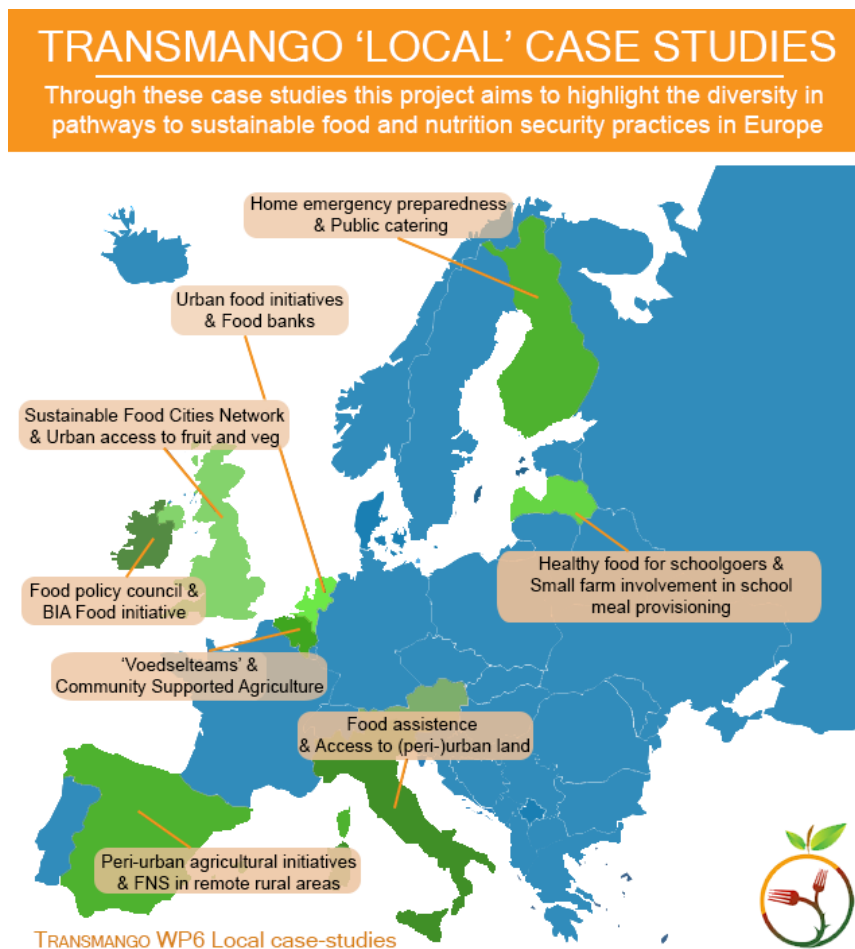 TRANSMANGO ‘LOCAL’ CASE STUDIES
Through these case studies this project aims to highlight the diversity in
pathways to sustainable food and nutrition security practices in Europe
Home emergency preparedness
& Public catering
Urban food initiatives
& Food banks
Sustainable Food Cities Network
& Urban access to fruit and veg
Healthy food for schoolgoers &
Small farm involvement in school
meal provisioning
Food policy council &
BIA Food initiative
‘Voedselteams’ &
Community Supported Agriculture
Food assistence
& Access to (peri-)urban land
Peri-urban agricultural initiatives
& FNS in remote rural areas
TRANSMANGO WP6 Local case-studies